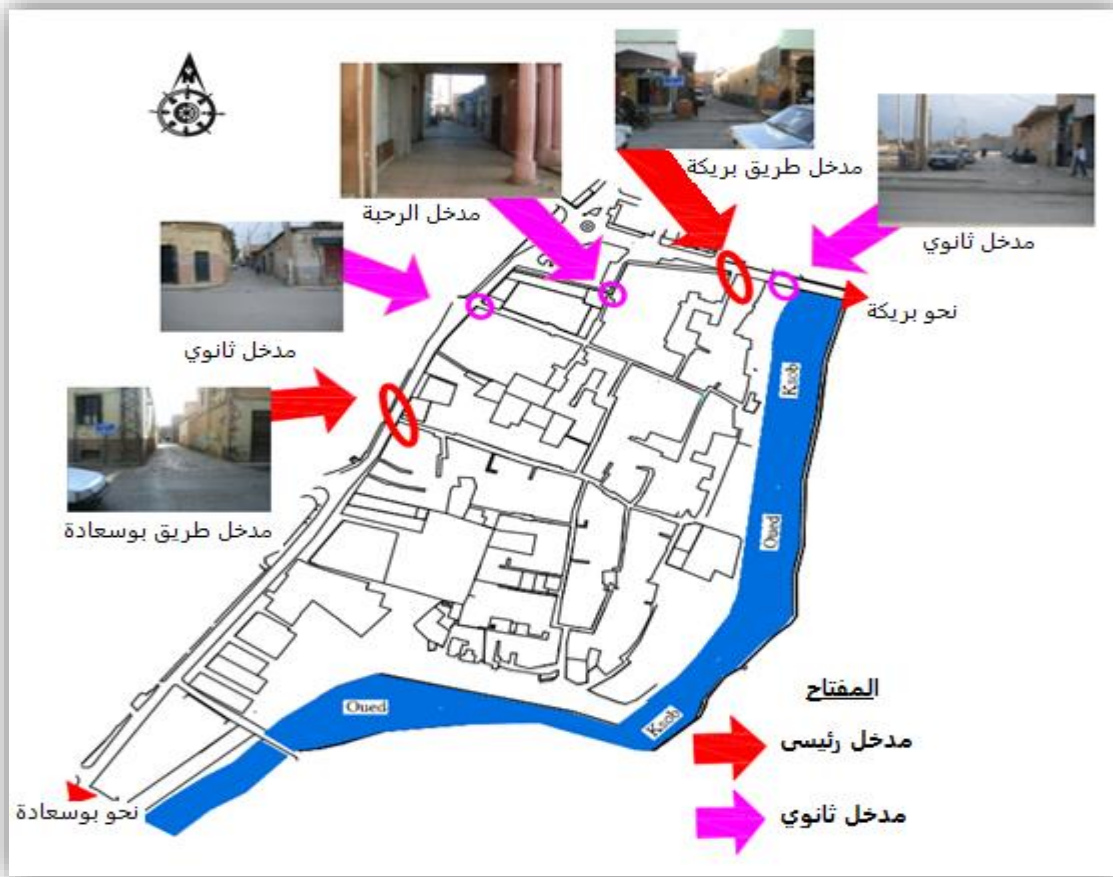 مدخل طريق بريكة
مدخل الرحبة
مدخل ثانوي
نحو بريكة
مدخل ثانوي
مدخل طريق بوسعادة
Ksob
Oued
Oued
Ksob
المفتاح
مدخل رئيسى
مدخل ثانوي
نحو بوسعادة